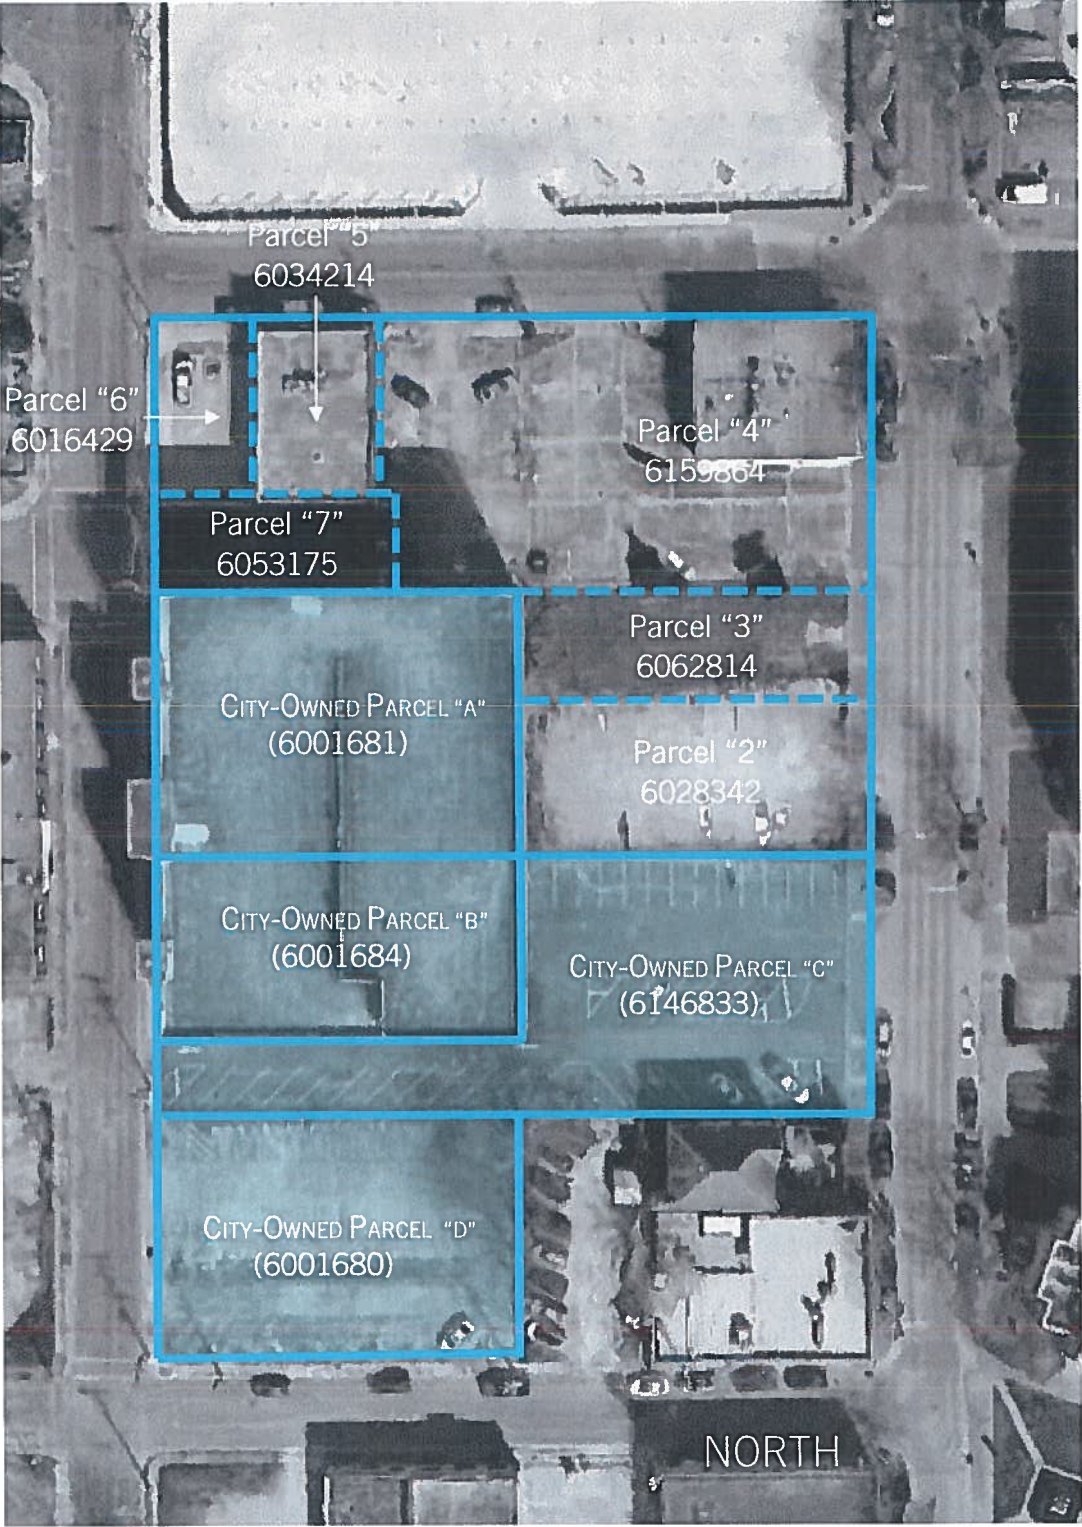 Parcel "5"
6034214
Parcel "6"
6016429
Parcel "4"
6159864
Parcel "7"
6053175
Parcel "3"
6062814
CITY-OWNED PARCEL "A"
(6001681)
Parcel "2"
6028342
CITY-OWNED PARCEL "B"
(6001684)
CITY-OWNED PARCEL "C"
(6146833)
CITY-OWNED PARCEL "D"
(6001680)
NORTH